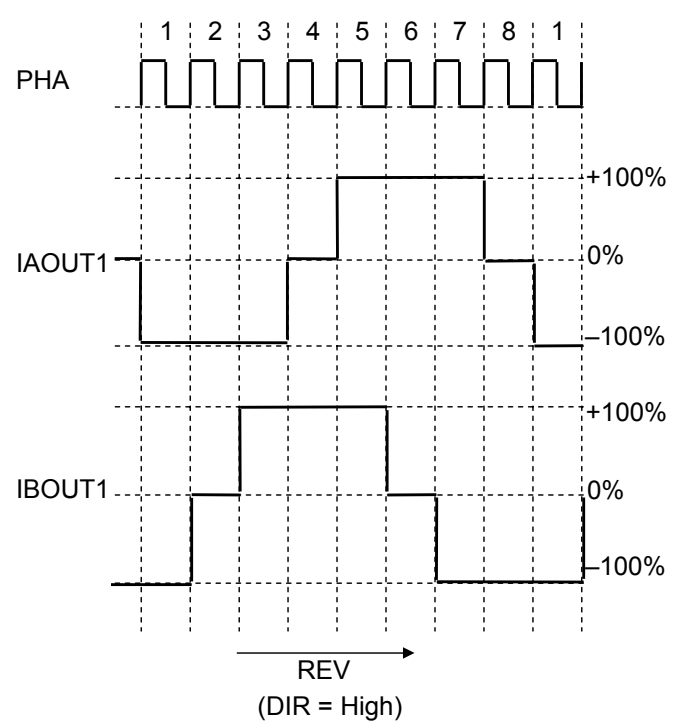 1 2 3 4 5 6 7 8 1
PHA
+100%
IAOUT1
0%
–100%
+100%
IBOUT1
0%
–100%
REV
(DIR = High)